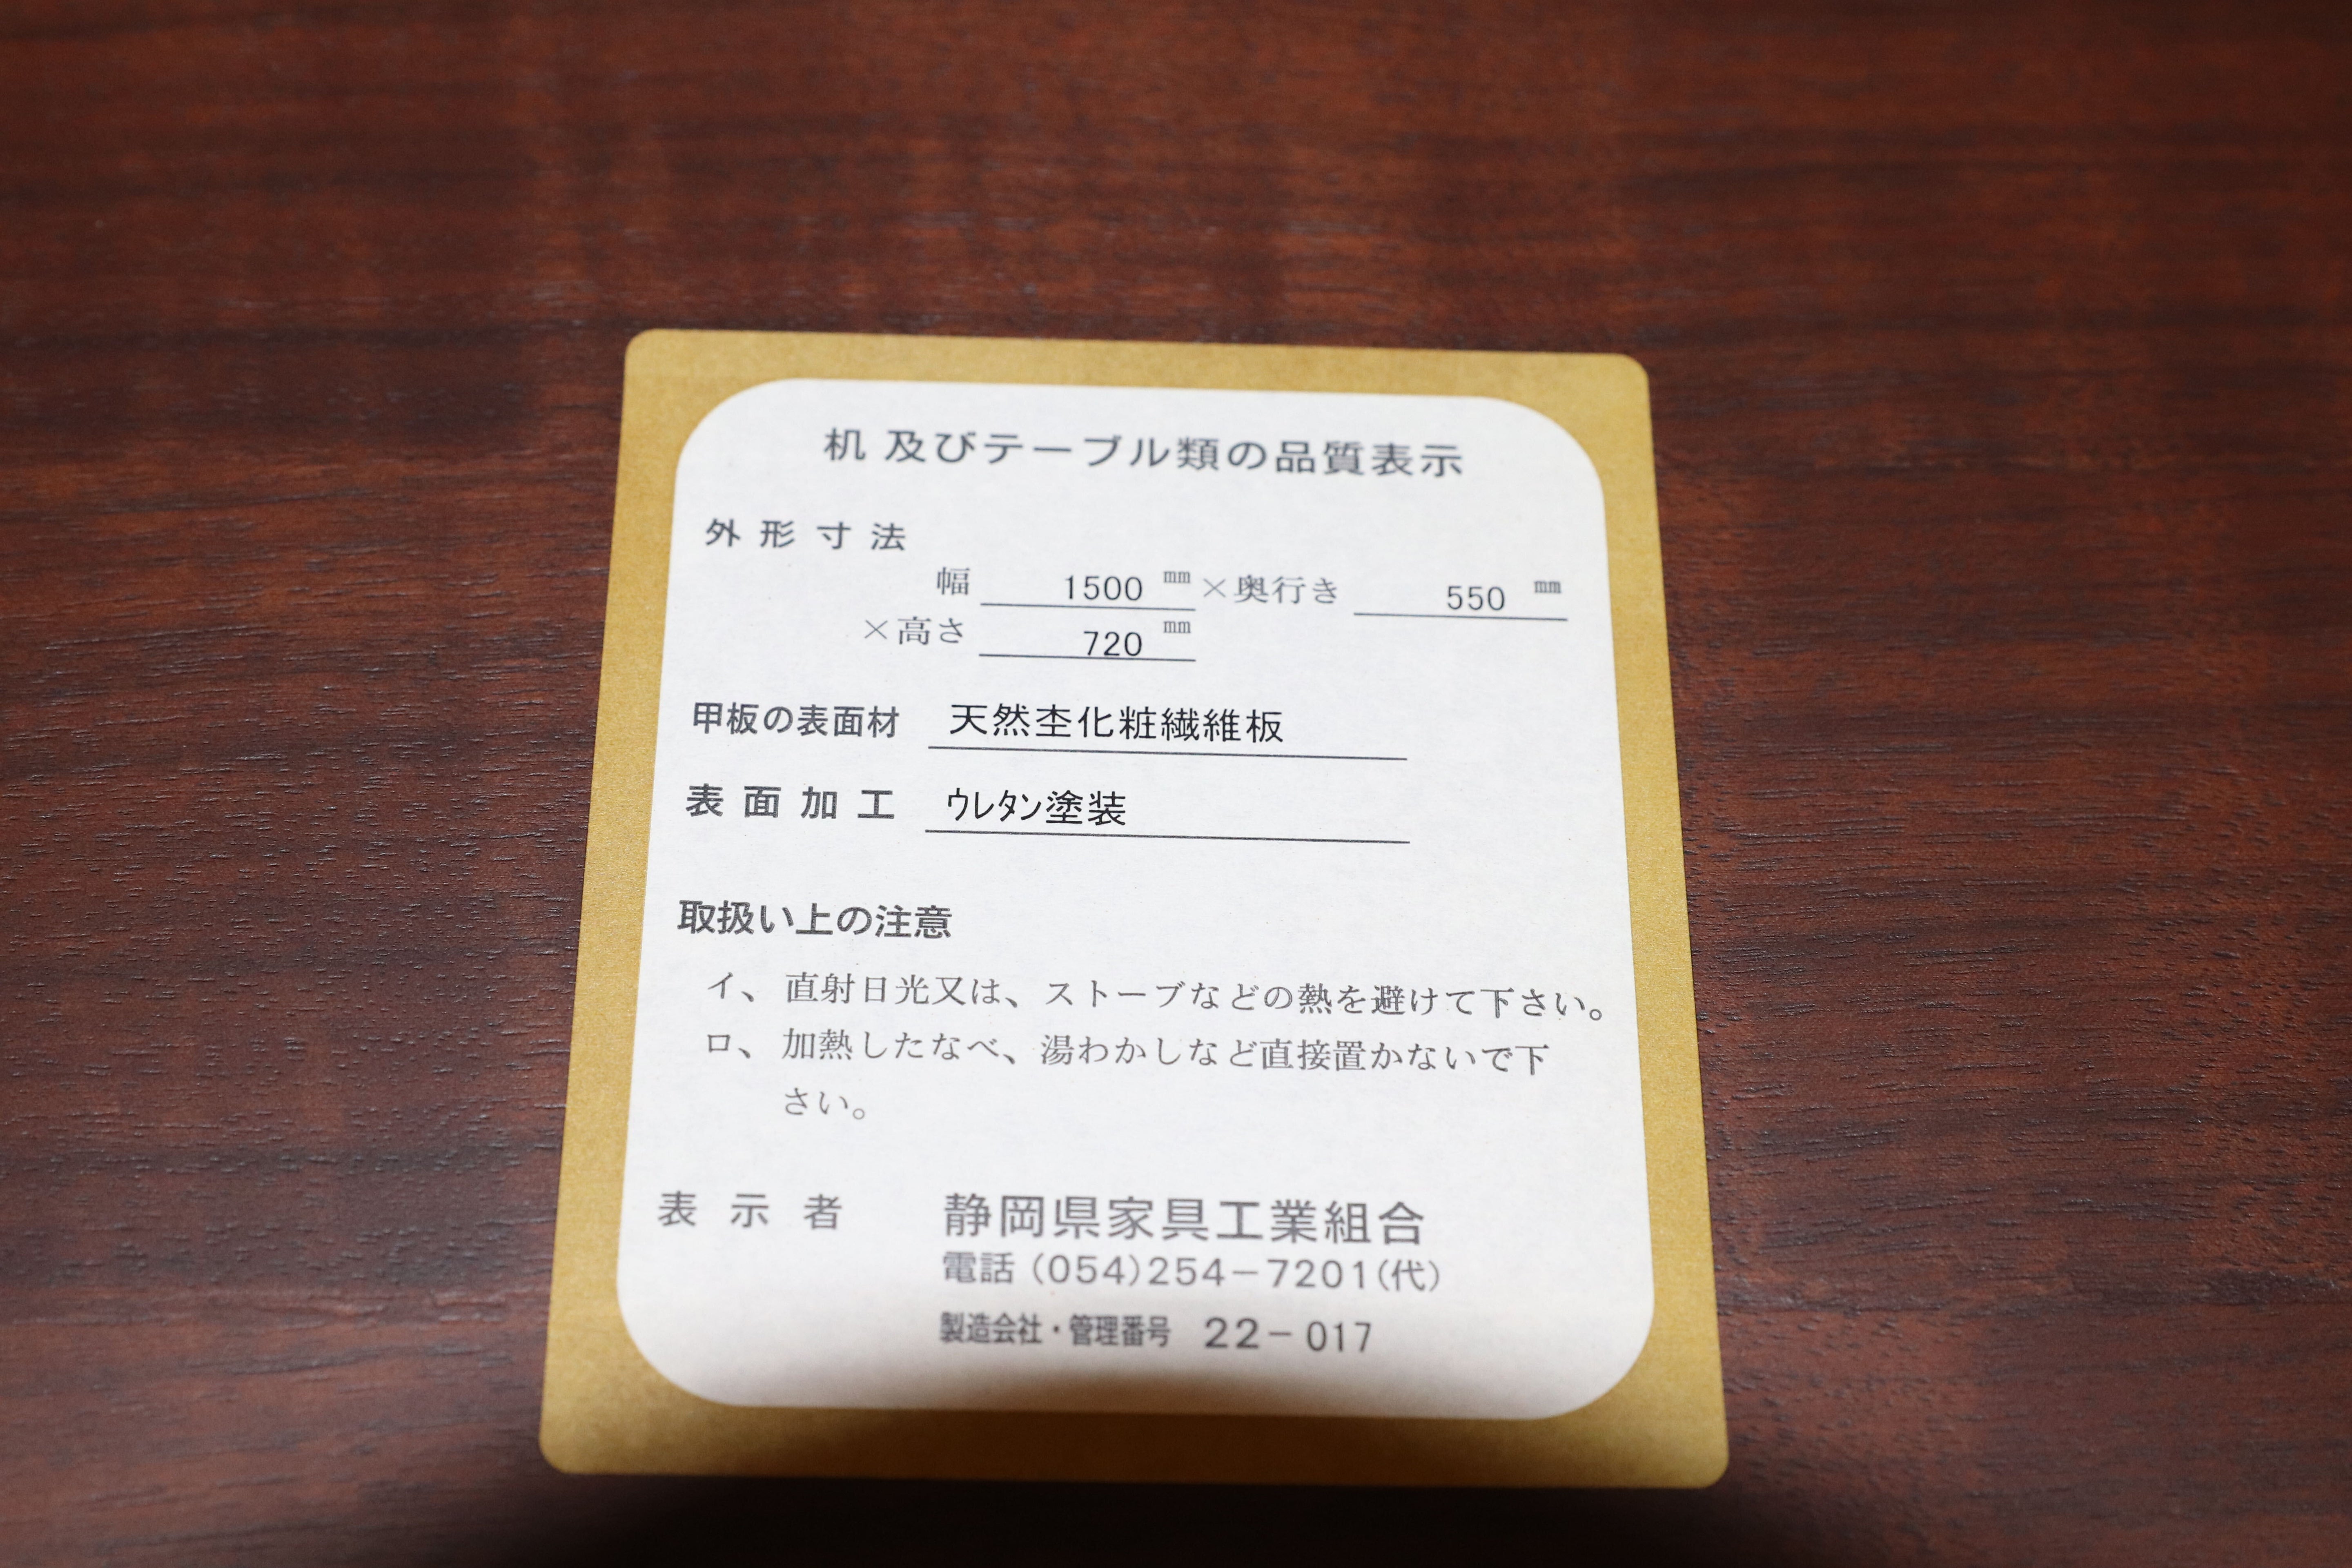 机及びテーブル類の品質表示
外形寸法
幅 1500 mm ×奥行き 550 mm
×高さ 720 mm
甲板の表面材 天然杢化粧繊維板
表面加工 ｳﾚﾀﾝ塗装
取扱い上の注意
イ、直射日光又は、ストーブなどの熱を避けて下さい。
ロ、加熱したなべ、湯わかしなど直接置かないで下
さい。
表示者 静岡県家具工業組合
電話（054）254－7201（代）
製造会社・管理番号 22－017